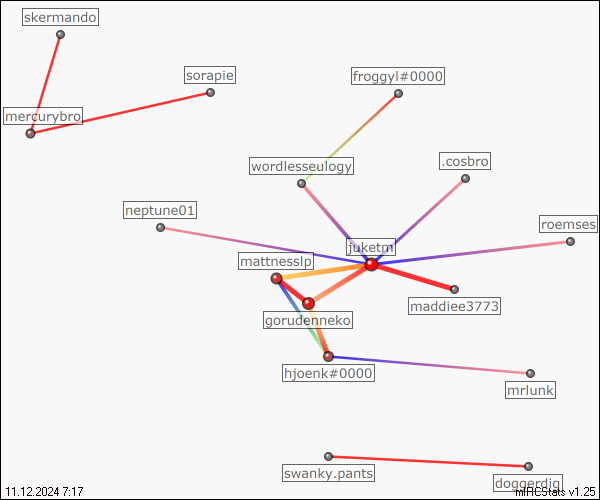 skermando
sorapie
froggyl#0000
mercurybro
wordlesseulogy
.cosbro
neptune01
roemses
juketm
mattnesslp
maddiee3773
gorudenneko
hjoenk#0000
mrlunk
swanky.pants
doggerdig
11.12.2024 7:17
mIRCStats v1.25